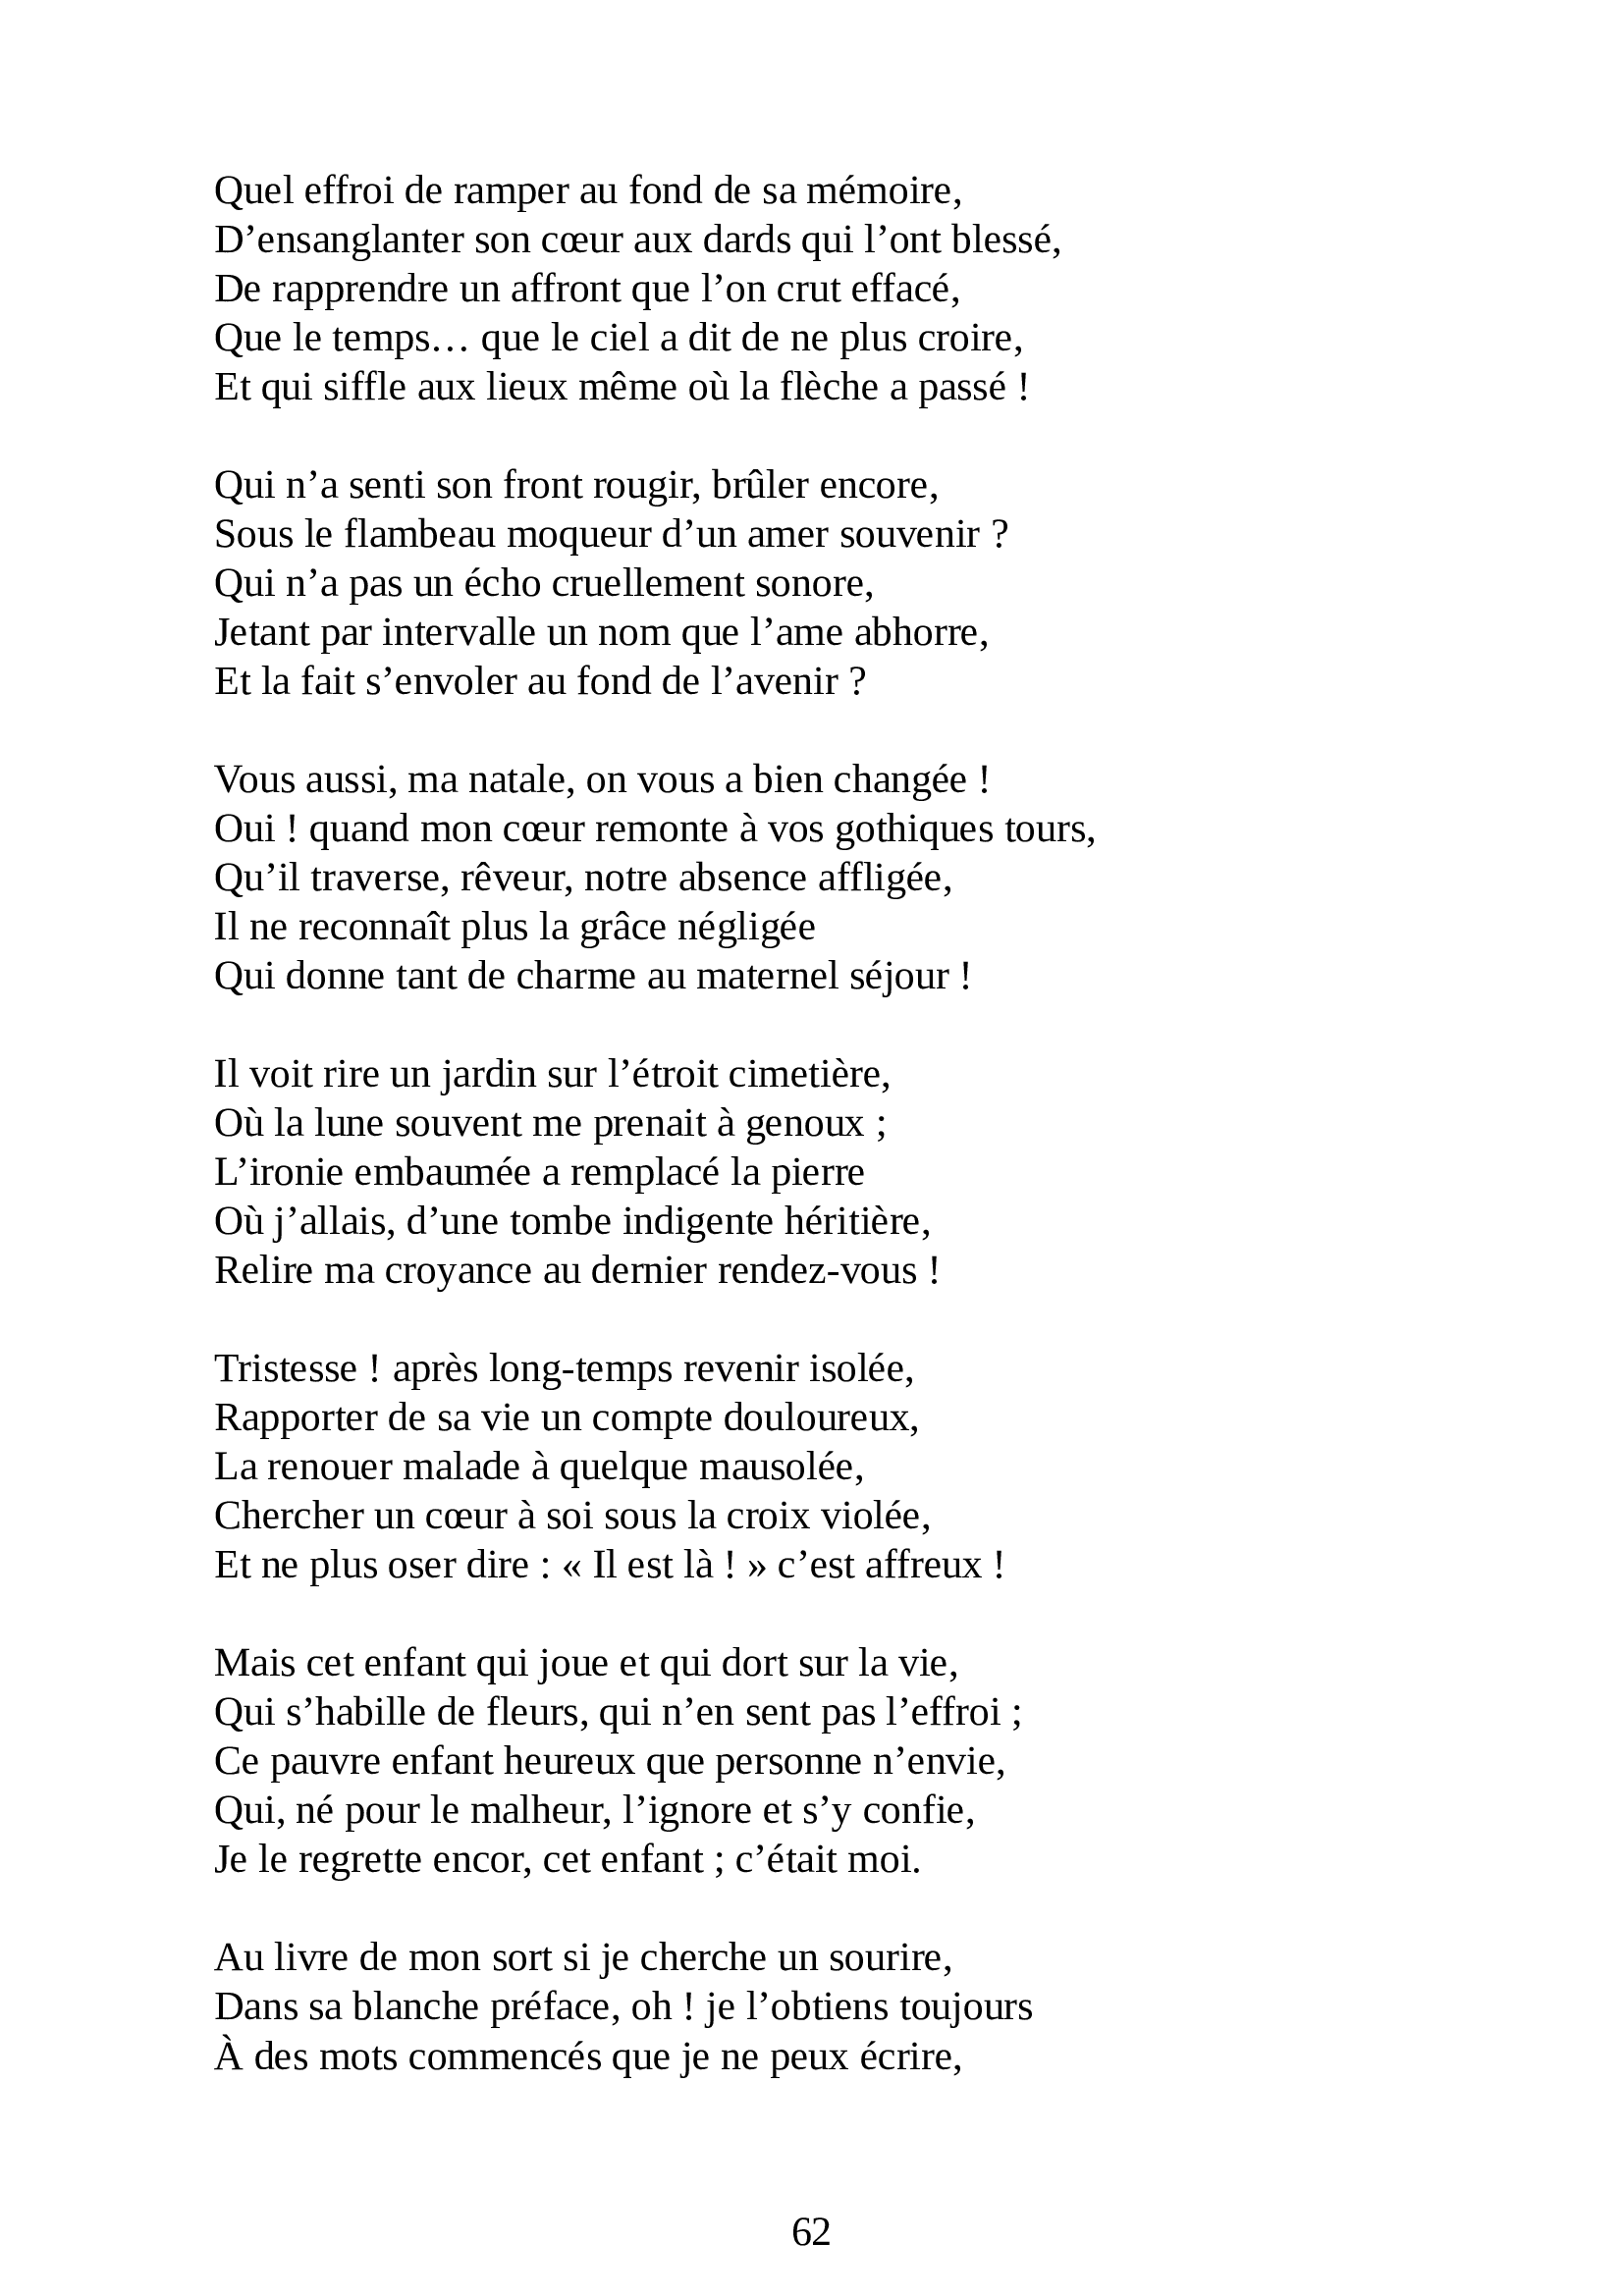 Quel effroi de ramper au fond de sa mémoire,
D’ensanglanter son cœur aux dards qui l’ont blessé,
De rapprendre un affront que l’on crut effacé,
Que le temps… que le ciel a dit de ne plus croire,
Et qui siffle aux lieux même où la flèche a passé !

Qui n’a senti son front rougir, brûler encore,
Sous le flambeau moqueur d’un amer souvenir ?
Qui n’a pas un écho cruellement sonore,
Jetant par intervalle un nom que l’ame abhorre,
Et la fait s’envoler au fond de l’avenir ?

Vous aussi, ma natale, on vous a bien changée !
Oui ! quand mon cœur remonte à vos gothiques tours,
Qu’il traverse, rêveur, notre absence affligée,
Il ne reconnaît plus la grâce négligée
Qui donne tant de charme au maternel séjour !

Il voit rire un jardin sur l’étroit cimetière,
Où la lune souvent me prenait à genoux ;
L’ironie embaumée a remplacé la pierre
Où j’allais, d’une tombe indigente héritière,
Relire ma croyance au dernier rendez-vous !

Tristesse ! après long-temps revenir isolée,
Rapporter de sa vie un compte douloureux,
La renouer malade à quelque mausolée,
Chercher un cœur à soi sous la croix violée,
Et ne plus oser dire : « Il est là ! » c’est affreux !

Mais cet enfant qui joue et qui dort sur la vie,
Qui s’habille de fleurs, qui n’en sent pas l’effroi ;
Ce pauvre enfant heureux que personne n’envie,
Qui, né pour le malheur, l’ignore et s’y confie,
Je le regrette encor, cet enfant ; c’était moi.

Au livre de mon sort si je cherche un sourire,
Dans sa blanche préface, oh ! je l’obtiens toujours
À des mots commencés que je ne peux écrire,

62